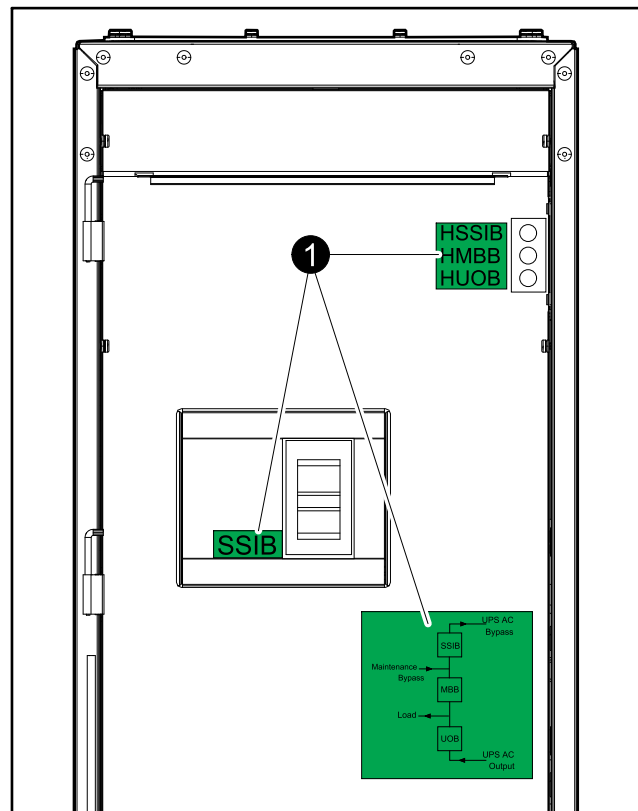 HSSIB
HMBB
HUOB
1
SSIB
UPS AC
Bypass
SSIB
Maintenance
Bypass
MBB
Load
UOB
UPS AC
Output